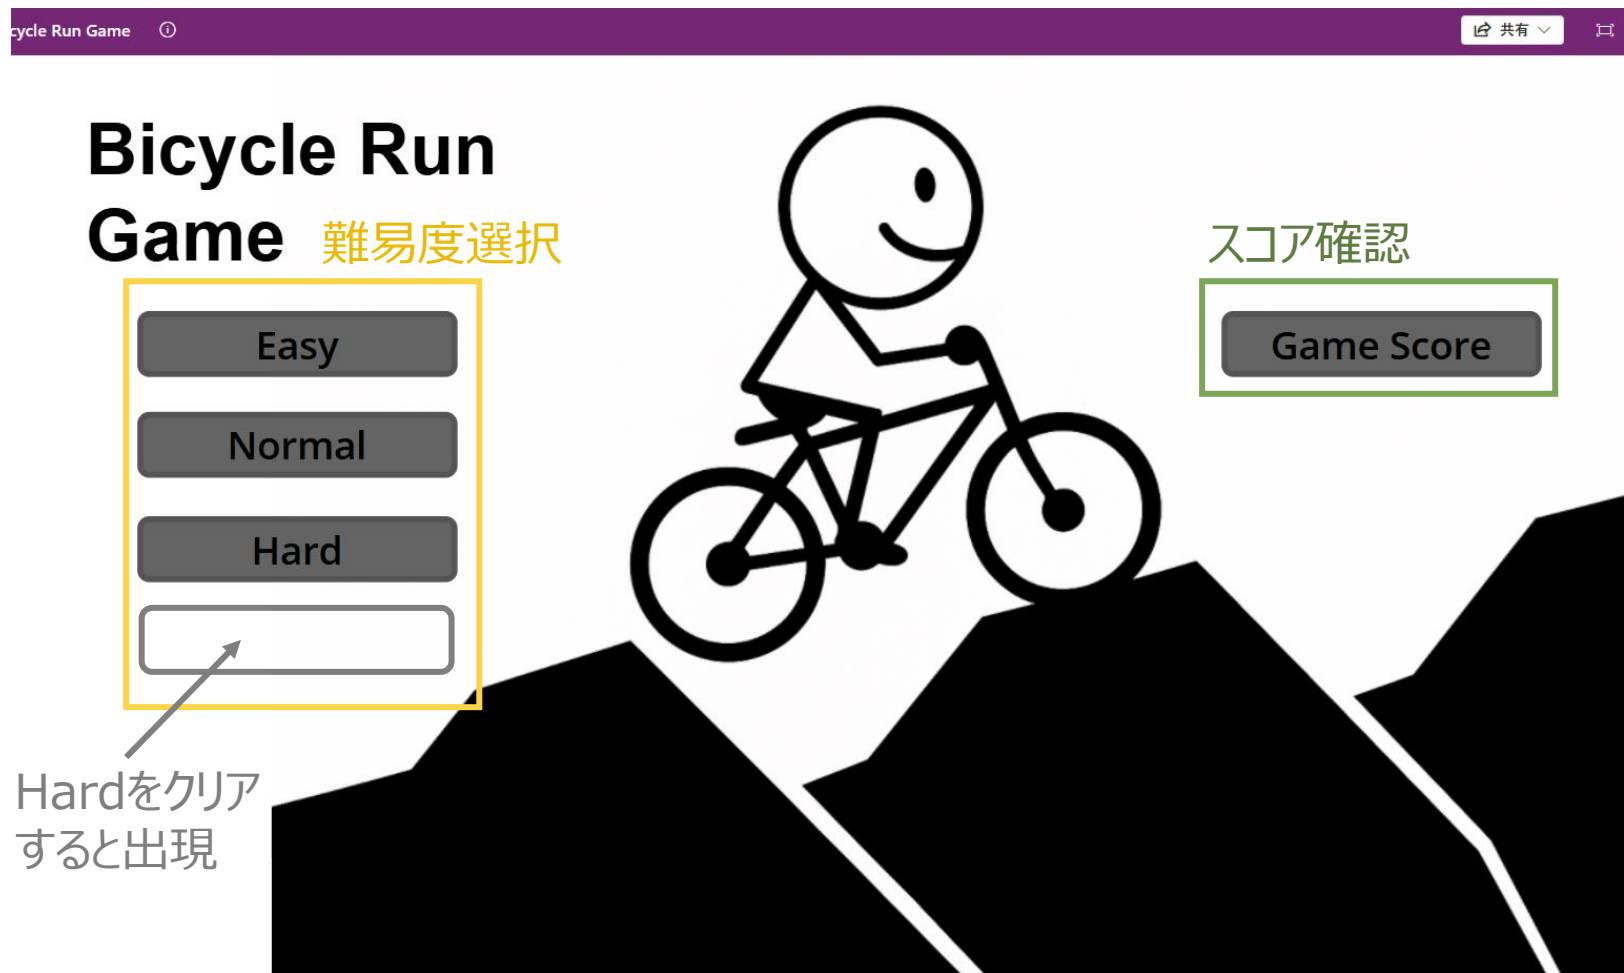 cycle Run Game
共有
Bicycle Run
Game
難易度選択
スコア確認
Easy
Game Score
Normal
Hard
Hardをクリア
すると出現